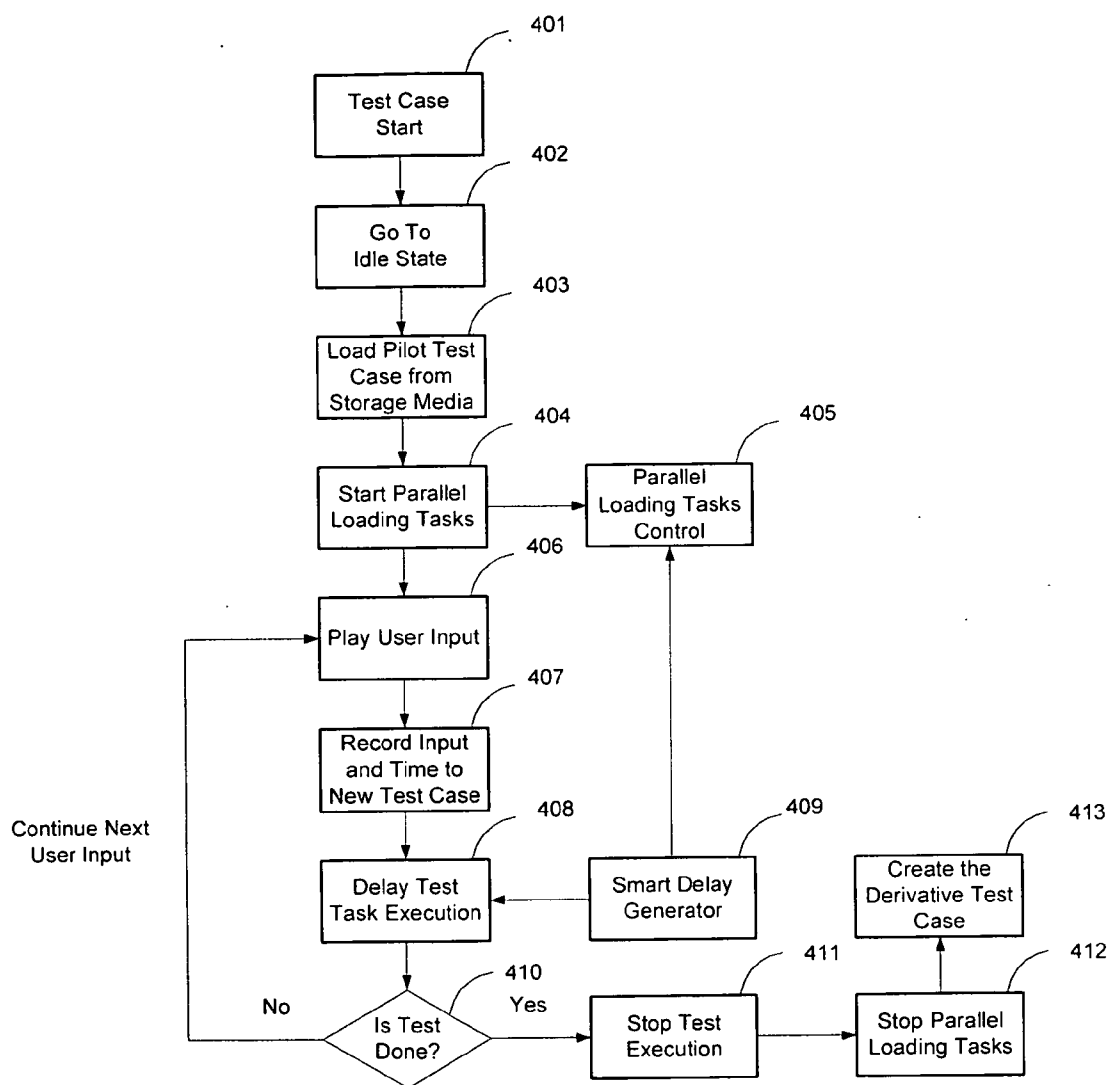 401
Test Case
Start
402
Go To
Idle State
403
Load Pilot Test
Case from
Storage Media
404
Start Parallel
Loading Tasks
405
Parallel
Loading Tasks
Control
406
Play User Input
407
Record Input
and Time to
New Test Case
408
Delay Test
Task Execution
409
Smart Delay
Generator
Continue Next
User Input
410
Is Test
Done?
No
Yes
411
Stop Test
Execution
412
Stop Parallel
Loading Tasks
413
Create the
Derivative Test
Case